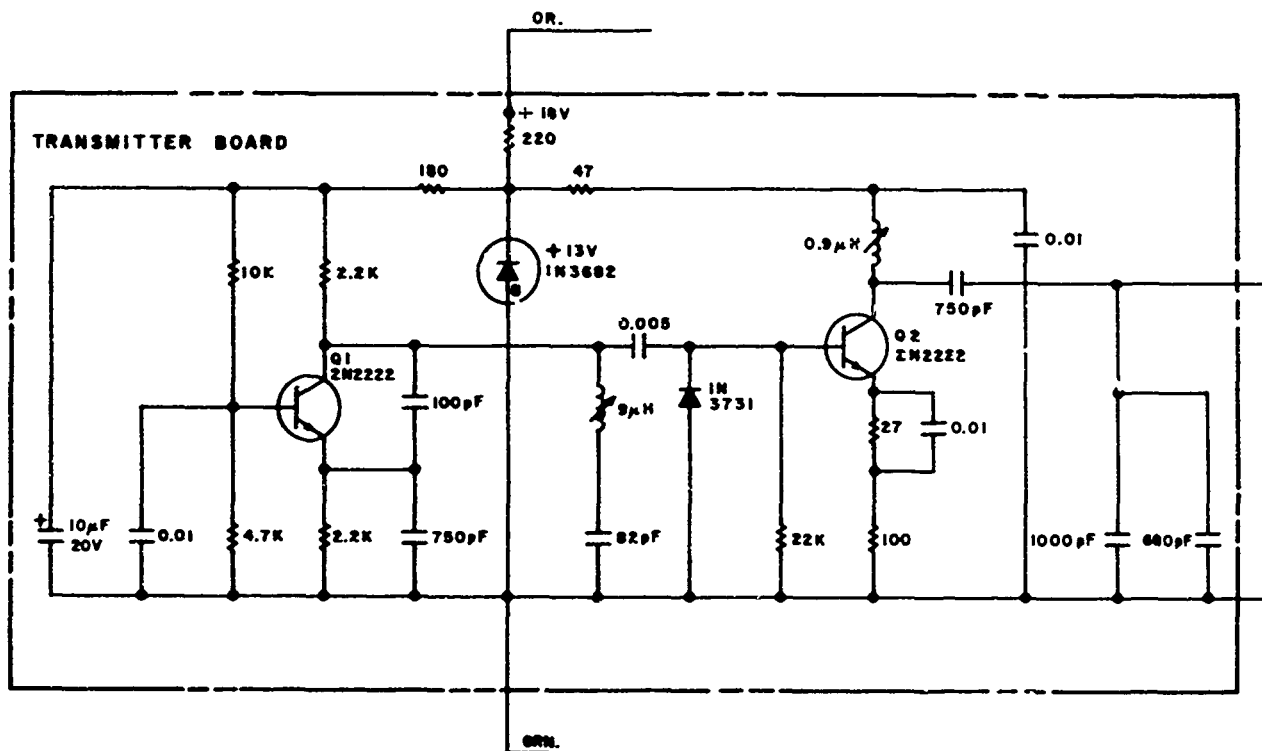 OR.
+ 18V
220
TRANSMITTER BOARD
180
47
10K
2.2K
+ 13V
1N3682
0.9μH
0.01
750pF
0.005
Q1
2N2222
Q2
2N2222
100pF
9μH
1N
3731
27
0.01
+
10μF
20V
0.01
4.7K
2.2K
750pF
82pF
22K
100
1000pF
680pF
GRN.